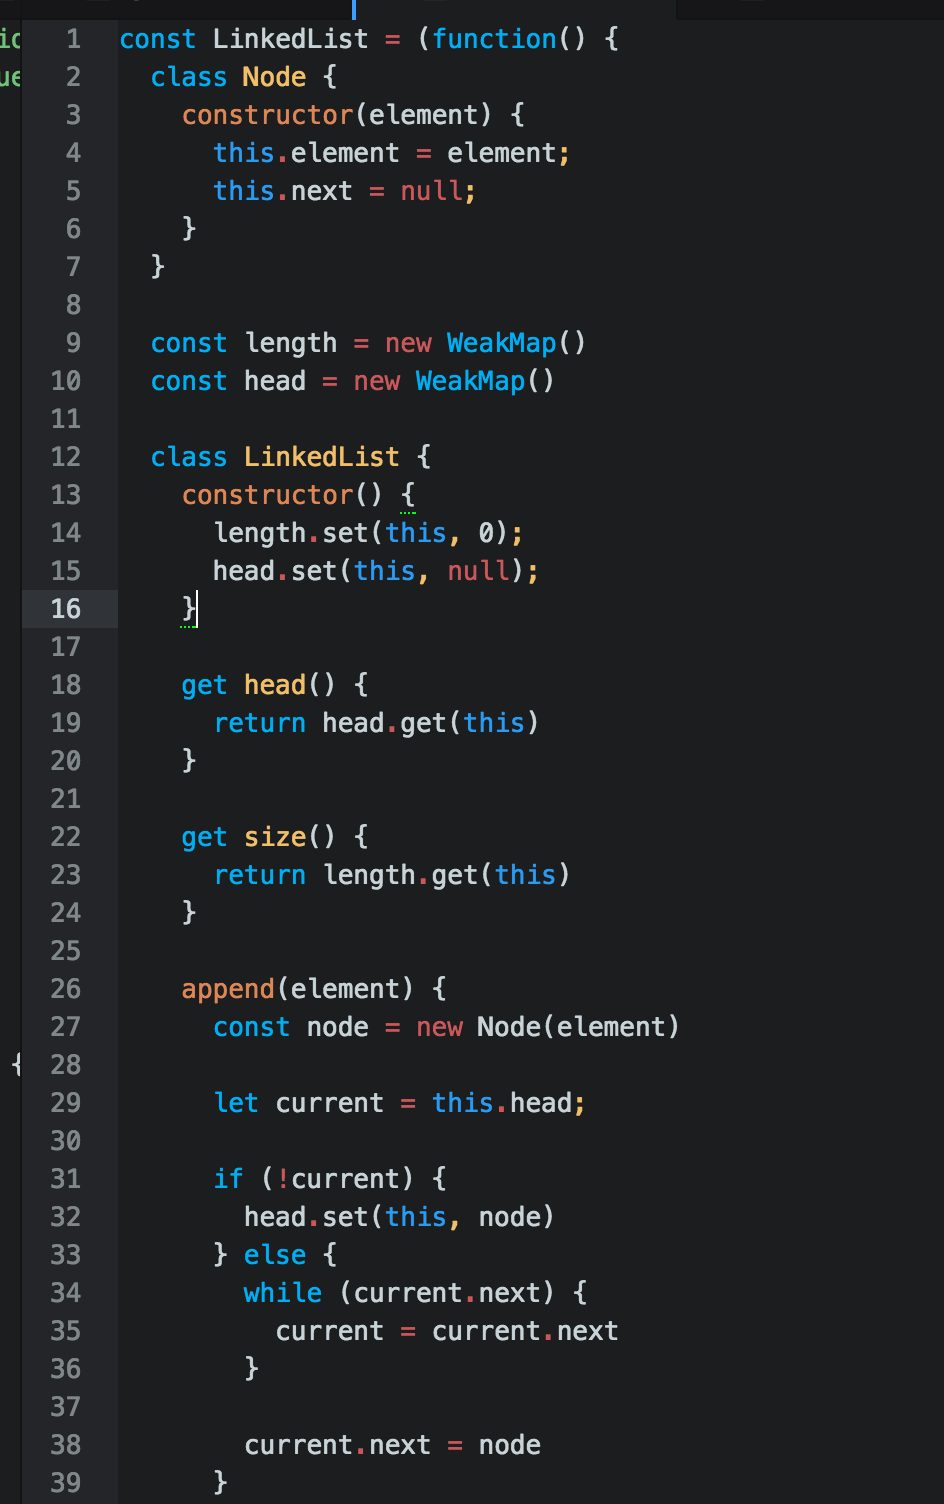 1 const LinkedList = (function() {
2 class Node {
3 constructor(element) {
4 this.element = element;
5 this.next = null;
6 }
7 }
8
9 const length = new WeakMap()
10 const head = new WeakMap()
11
12 class LinkedList {
13 constructor() {
14 length.set(this, 0);
15 head.set(this, null);
16 }
17
18 get head() {
19 return head.get(this)
20 }
21
22 get size() {
23 return length.get(this)
24 }
25
26 append(element) {
27 const node = new Node(element)
{ 28
29 let current = this.head;
30
31 if (!current) {
32 head.set(this, node)
33 } else {
34 while (current.next) {
35 current = current.next
36 }
37
38 current.next = node
39 }